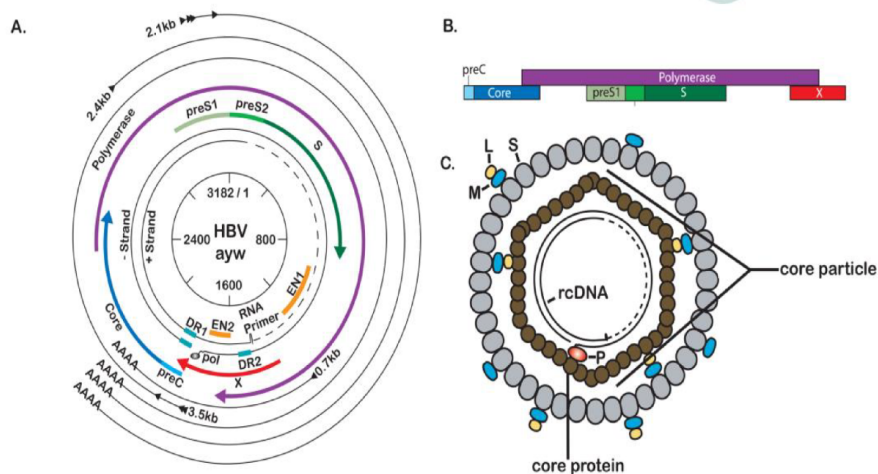 A.
2.1kb
2.4kb
Polymerase
preS1
preS2
S
- Strand
+ Strand
3182 / 1
HBV
ayw
2400
800
1600
EN1
RNA
Primer
DR1
EN2
pol
DR2
X
Core
preC
0.7kb
3.5kb
AAAA
AAAA
AAAA
AAAA
B.
preC
Polymerase
Core
preS1
S
X
C.
L
S
M
core particle
rcDNA
P
core protein